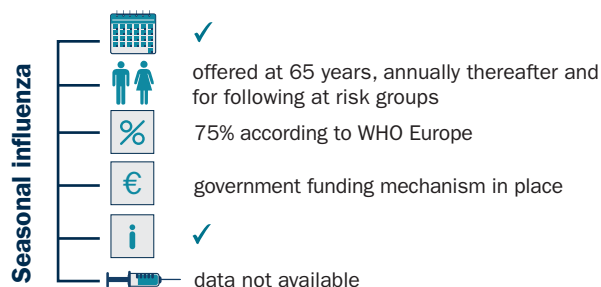 Seasonal influenza
✓
offered at 65 years, annually thereafter and
for following at risk groups
%
75% according to WHO Europe
€
government funding mechanism in place
i
✓
data not available